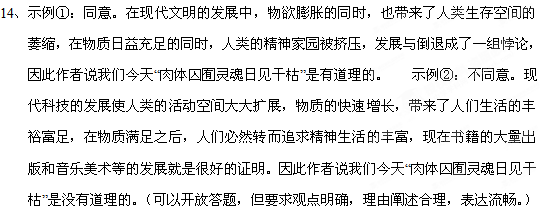 14、示例①：同意。在现代文明的发展中，物欲膨胀的同时，也带来了人类生存空间的
萎缩，在物质日益充足的同时，人类的精神家园被挤压，发展与倒退成了一组悖论，
因此作者说我们今天“肉体囚囿灵魂日见干枯”是有道理的。 示例②：不同意。现
代科技的发展使人类的活动空间大大扩展，物质的快速增长，带来了人们生活的丰
裕富足，在物质满足之后，人们必然转而追求精神生活的丰富，现在书籍的大量出
版和音乐美术等的发展就是很好的证明。因此作者说我们今天“肉体囚囿灵魂日见干
枯”是没有道理的。（可以开放答题，但要求观点明确，理由阐述合理，表达流畅。）